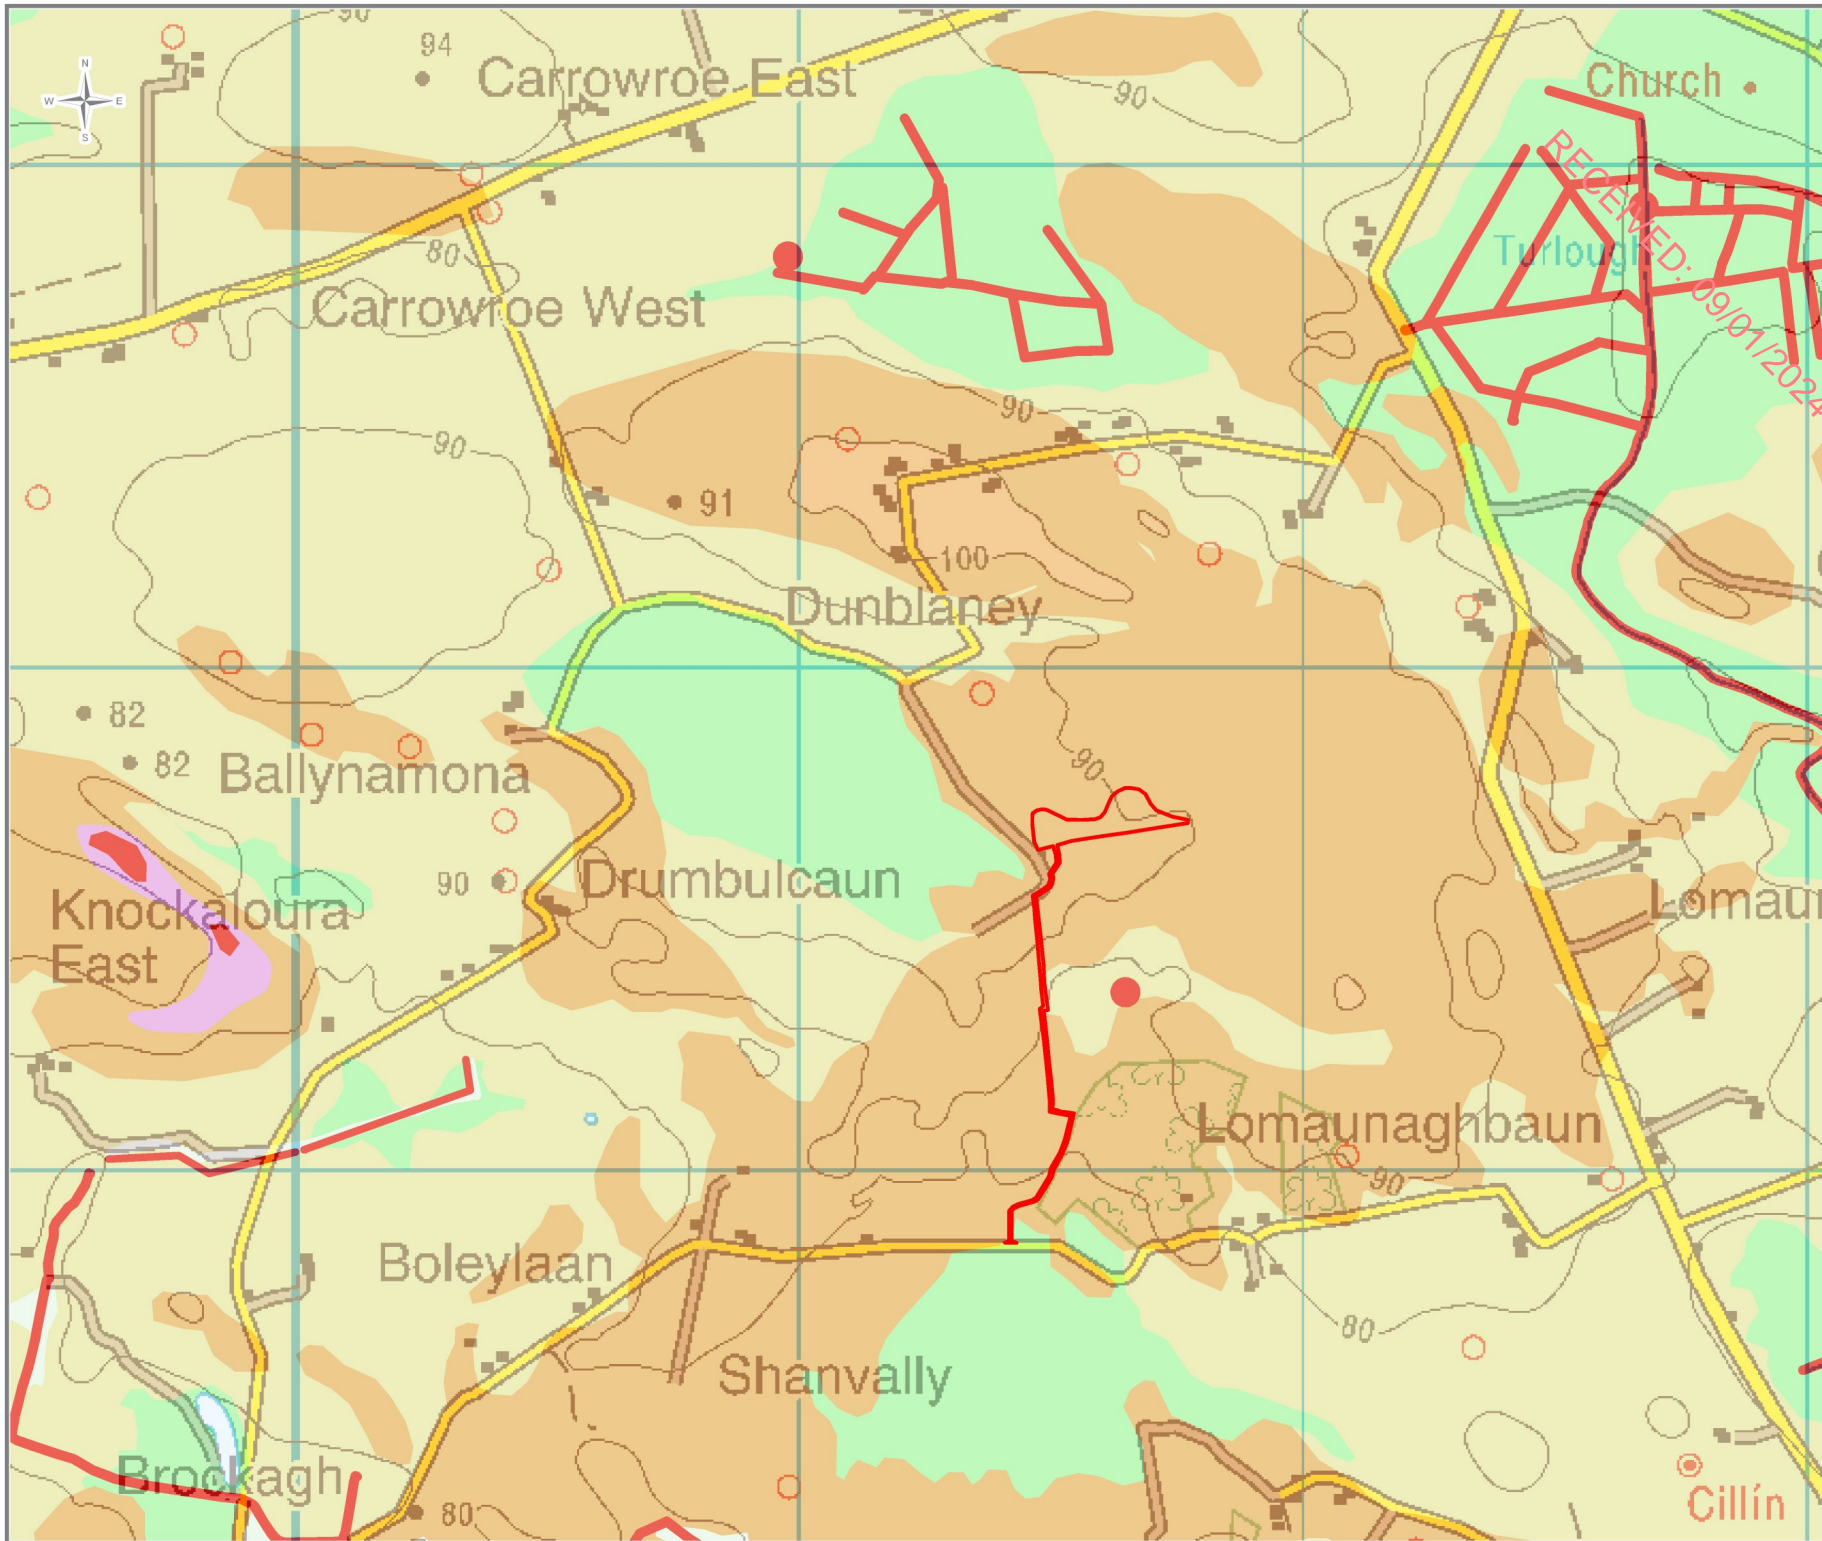 90
94
Carrowroe East
90
Church
N
W E
S
RECEIVED: 09/01/2024
Turlough
80
Carrowroe West
90
90
91
100
Dunblaney
82
82
Ballynamona
90
90
Drumbulcaun
Knockaloura
East
Lomaun
Lomaunaghbaun
90
Boleylaan
80
Shanvally
Brockagh
80
Cillín